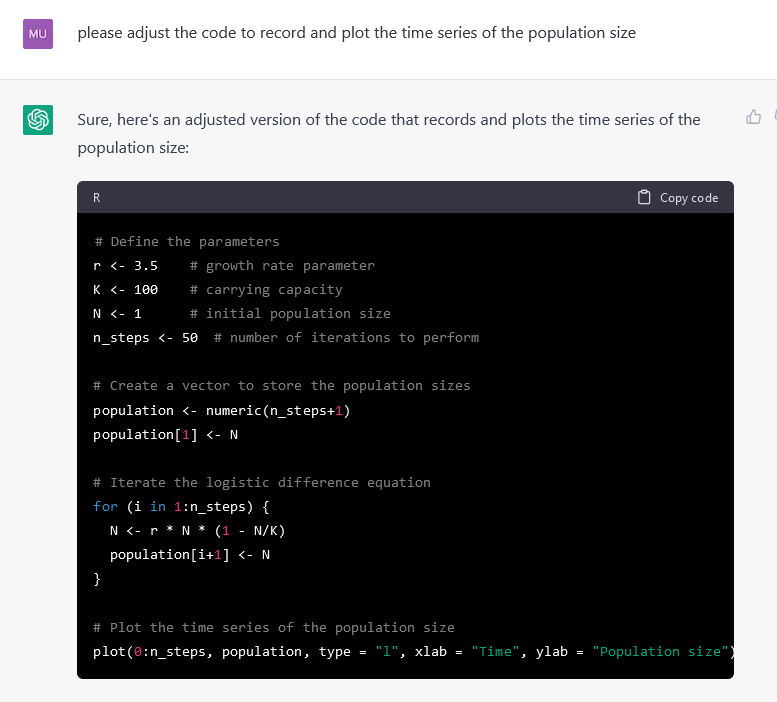 MU
please adjust the code to record and plot the time series of the population size
Sure, here's an adjusted version of the code that records and plots the time series of the
population size:
R
Copy code
# Define the parameters
r <- 3.5    # growth rate parameter
K <- 100    # carrying capacity
N <- 1      # initial population size
n_steps <- 50  # number of iterations to perform
# Create a vector to store the population sizes
population <- numeric(n_steps+1)
population[1] <- N
# Iterate the logistic difference equation
for (i in 1:n_steps) {
  N <- r * N * (1 - N/K)
  population[i+1] <- N
}
# Plot the time series of the population size
plot(0:n_steps, population, type = "l", xlab = "Time", ylab = "Population size")